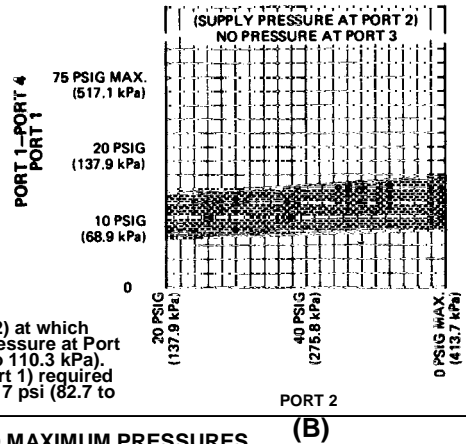 (SUPPLY PRESSURE AT PORT 2)
NO PRESSURE AT PORT 3
PORT 1–PORT 4
PORT 1
75 PSIG MAX.
(517.1 kPa)
20 PSIG
(137.9 kPa)
10 PSIG
(68.9 kPa)
0
20 PSIG
(137.9 kPa)
40 PSIG
(275.8 kPa)
0 PSIG MAX.
(413.7 kPa)
2) at which
essure at Port
o 110.3 kPa).
rt 1) required
17 psi (82.7 to
PORT 2
(B)
MAXIMUM PRESSURES